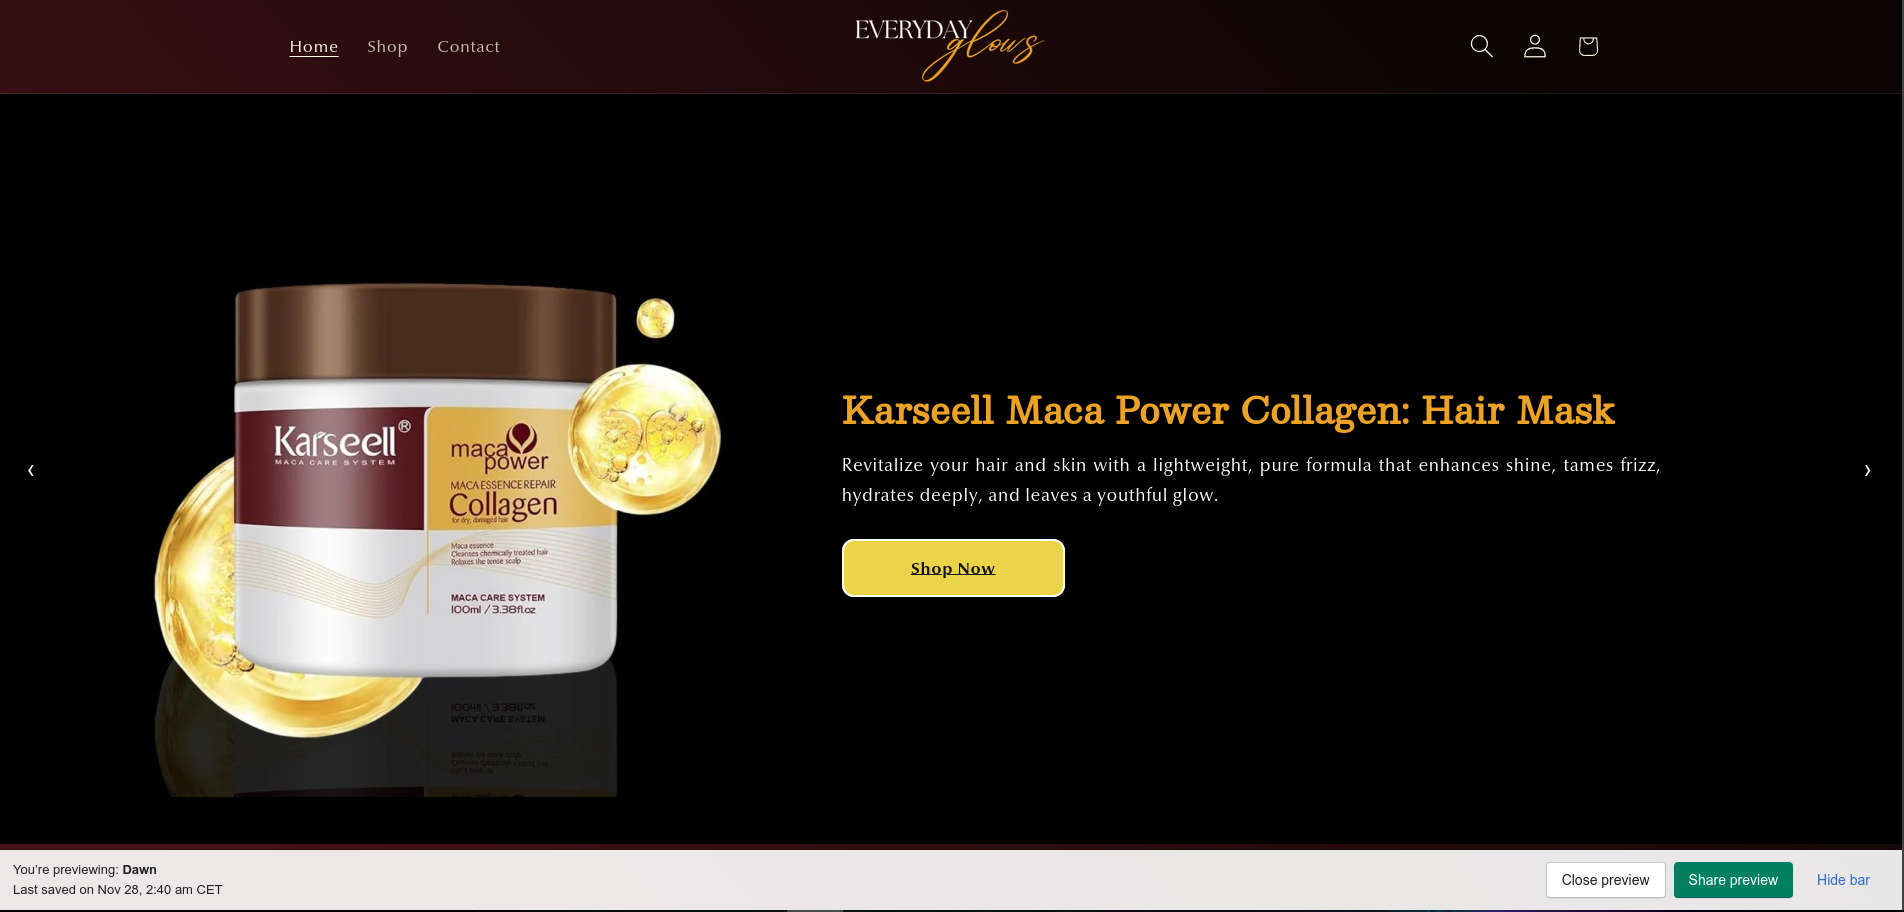 Home Shop Contact
EVERYDAY
glows
Karseell®
MACA CARE SYSTEM
maca
power
MACA ESSENCE REPAIR
Collagen
for dry, damaged hair
Maca essence
Cleanses chemically treated hair
Relaxes the tense scalp
MACA CARE SYSTEM
100ml / 3.38fl.oz
‹
Karseell Maca Power Collagen: Hair Mask
Revitalize your hair and skin with a lightweight, pure formula that enhances shine, tames frizz,
hydrates deeply, and leaves a youthful glow.
Shop Now
›
You're previewing: Dawn
Last saved on Nov 28, 2:40 am CET
Close preview Share preview Hide bar